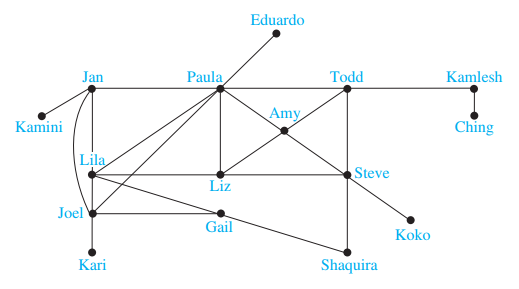 Eduardo
Jan
Paula
Todd
Kamlesh
Kamini
Amy
Ching
Lila
Liz
Steve
Joel
Gail
Koko
Kari
Shaquira